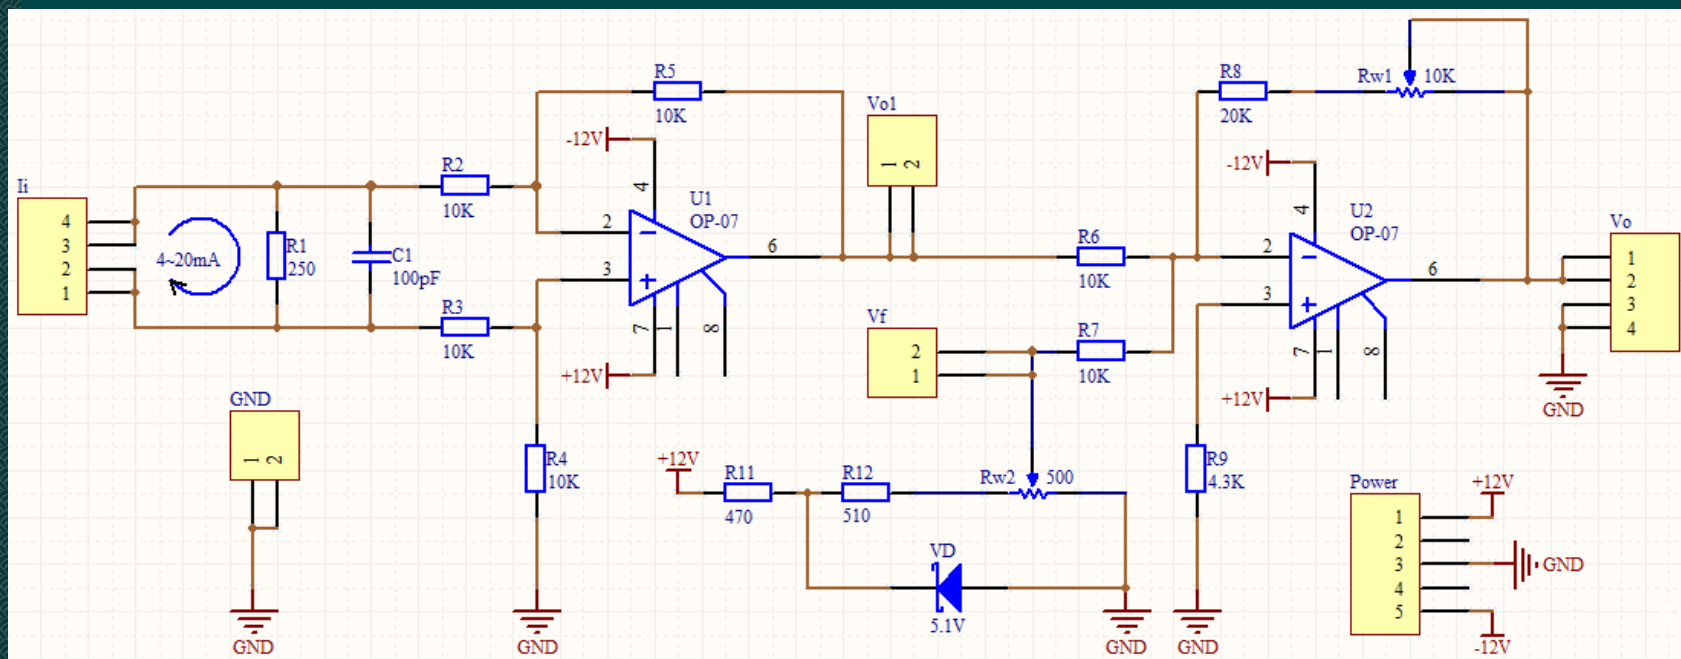 Ii
4
3
2
1
4~20mA
R1
250
C1
100pF
R2
10K
R3
10K
R5
10K
-12V
4
2
3
U1
OP-07
6
7
1
8
+12V
R4
10K
GND
GND
1
2
GND
Vo1
1
2
Vf
2
1
R6
10K
R7
10K
+12V
R11
470
R12
510
Rw2
500
VD
5.1V
GND
R8
20K
Rw1
10K
-12V
4
2
3
U2
OP-07
6
7
1
8
+12V
R9
4.3K
GND
Vo
1
2
3
4
GND
Power
1
2
3
4
5
+12V
GND
-12V